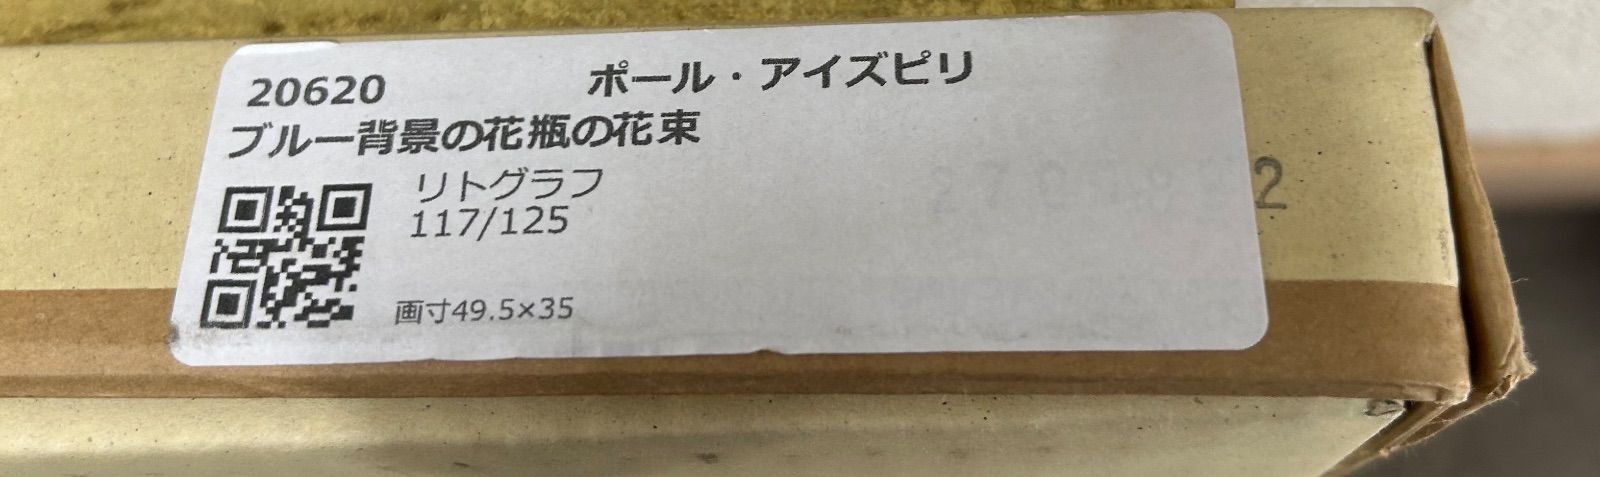 20620 ポール・アイズピリ
ブルー背景の花瓶の花束
リトグラフ
117/125
画寸49.5×35
2